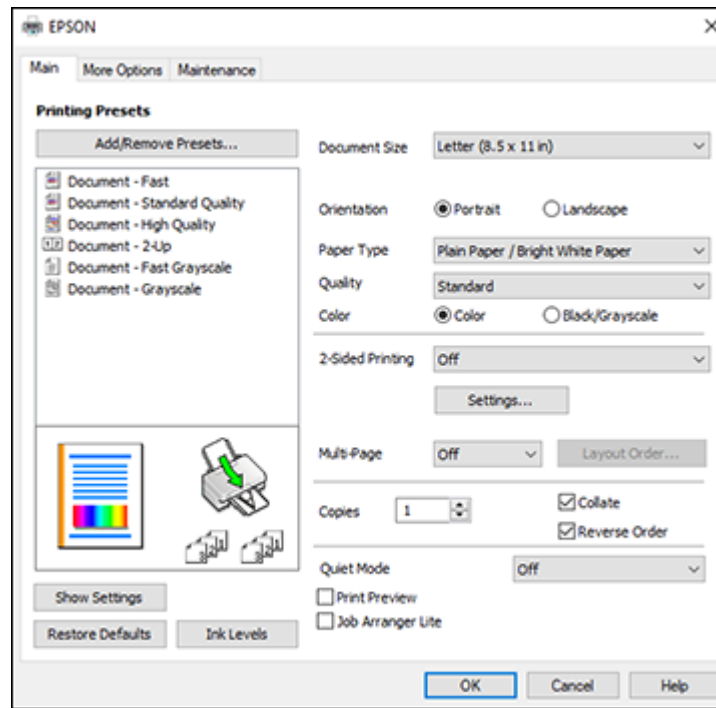 EPSON
Main More Options Maintenance
Printing Presets
Add/Remove Presets...
Document - Fast
Document - Standard Quality
Document - High Quality
Document - 2-Up
Document - Fast Grayscale
Document - Grayscale
Show Settings
Restore Defaults Ink Levels
Document Size Letter (8.5 x 11 in)
Orientation Portrait Landscape
Paper Type Plain Paper / Bright White Paper
Quality Standard
Color Color Black/Grayscale
2-Sided Printing Off
Settings...
Multi-Page Off Layout Order...
Copies 1 Collate
Reverse Order
Quiet Mode Off
Print Preview
Job Arranger Lite
OK Cancel Help